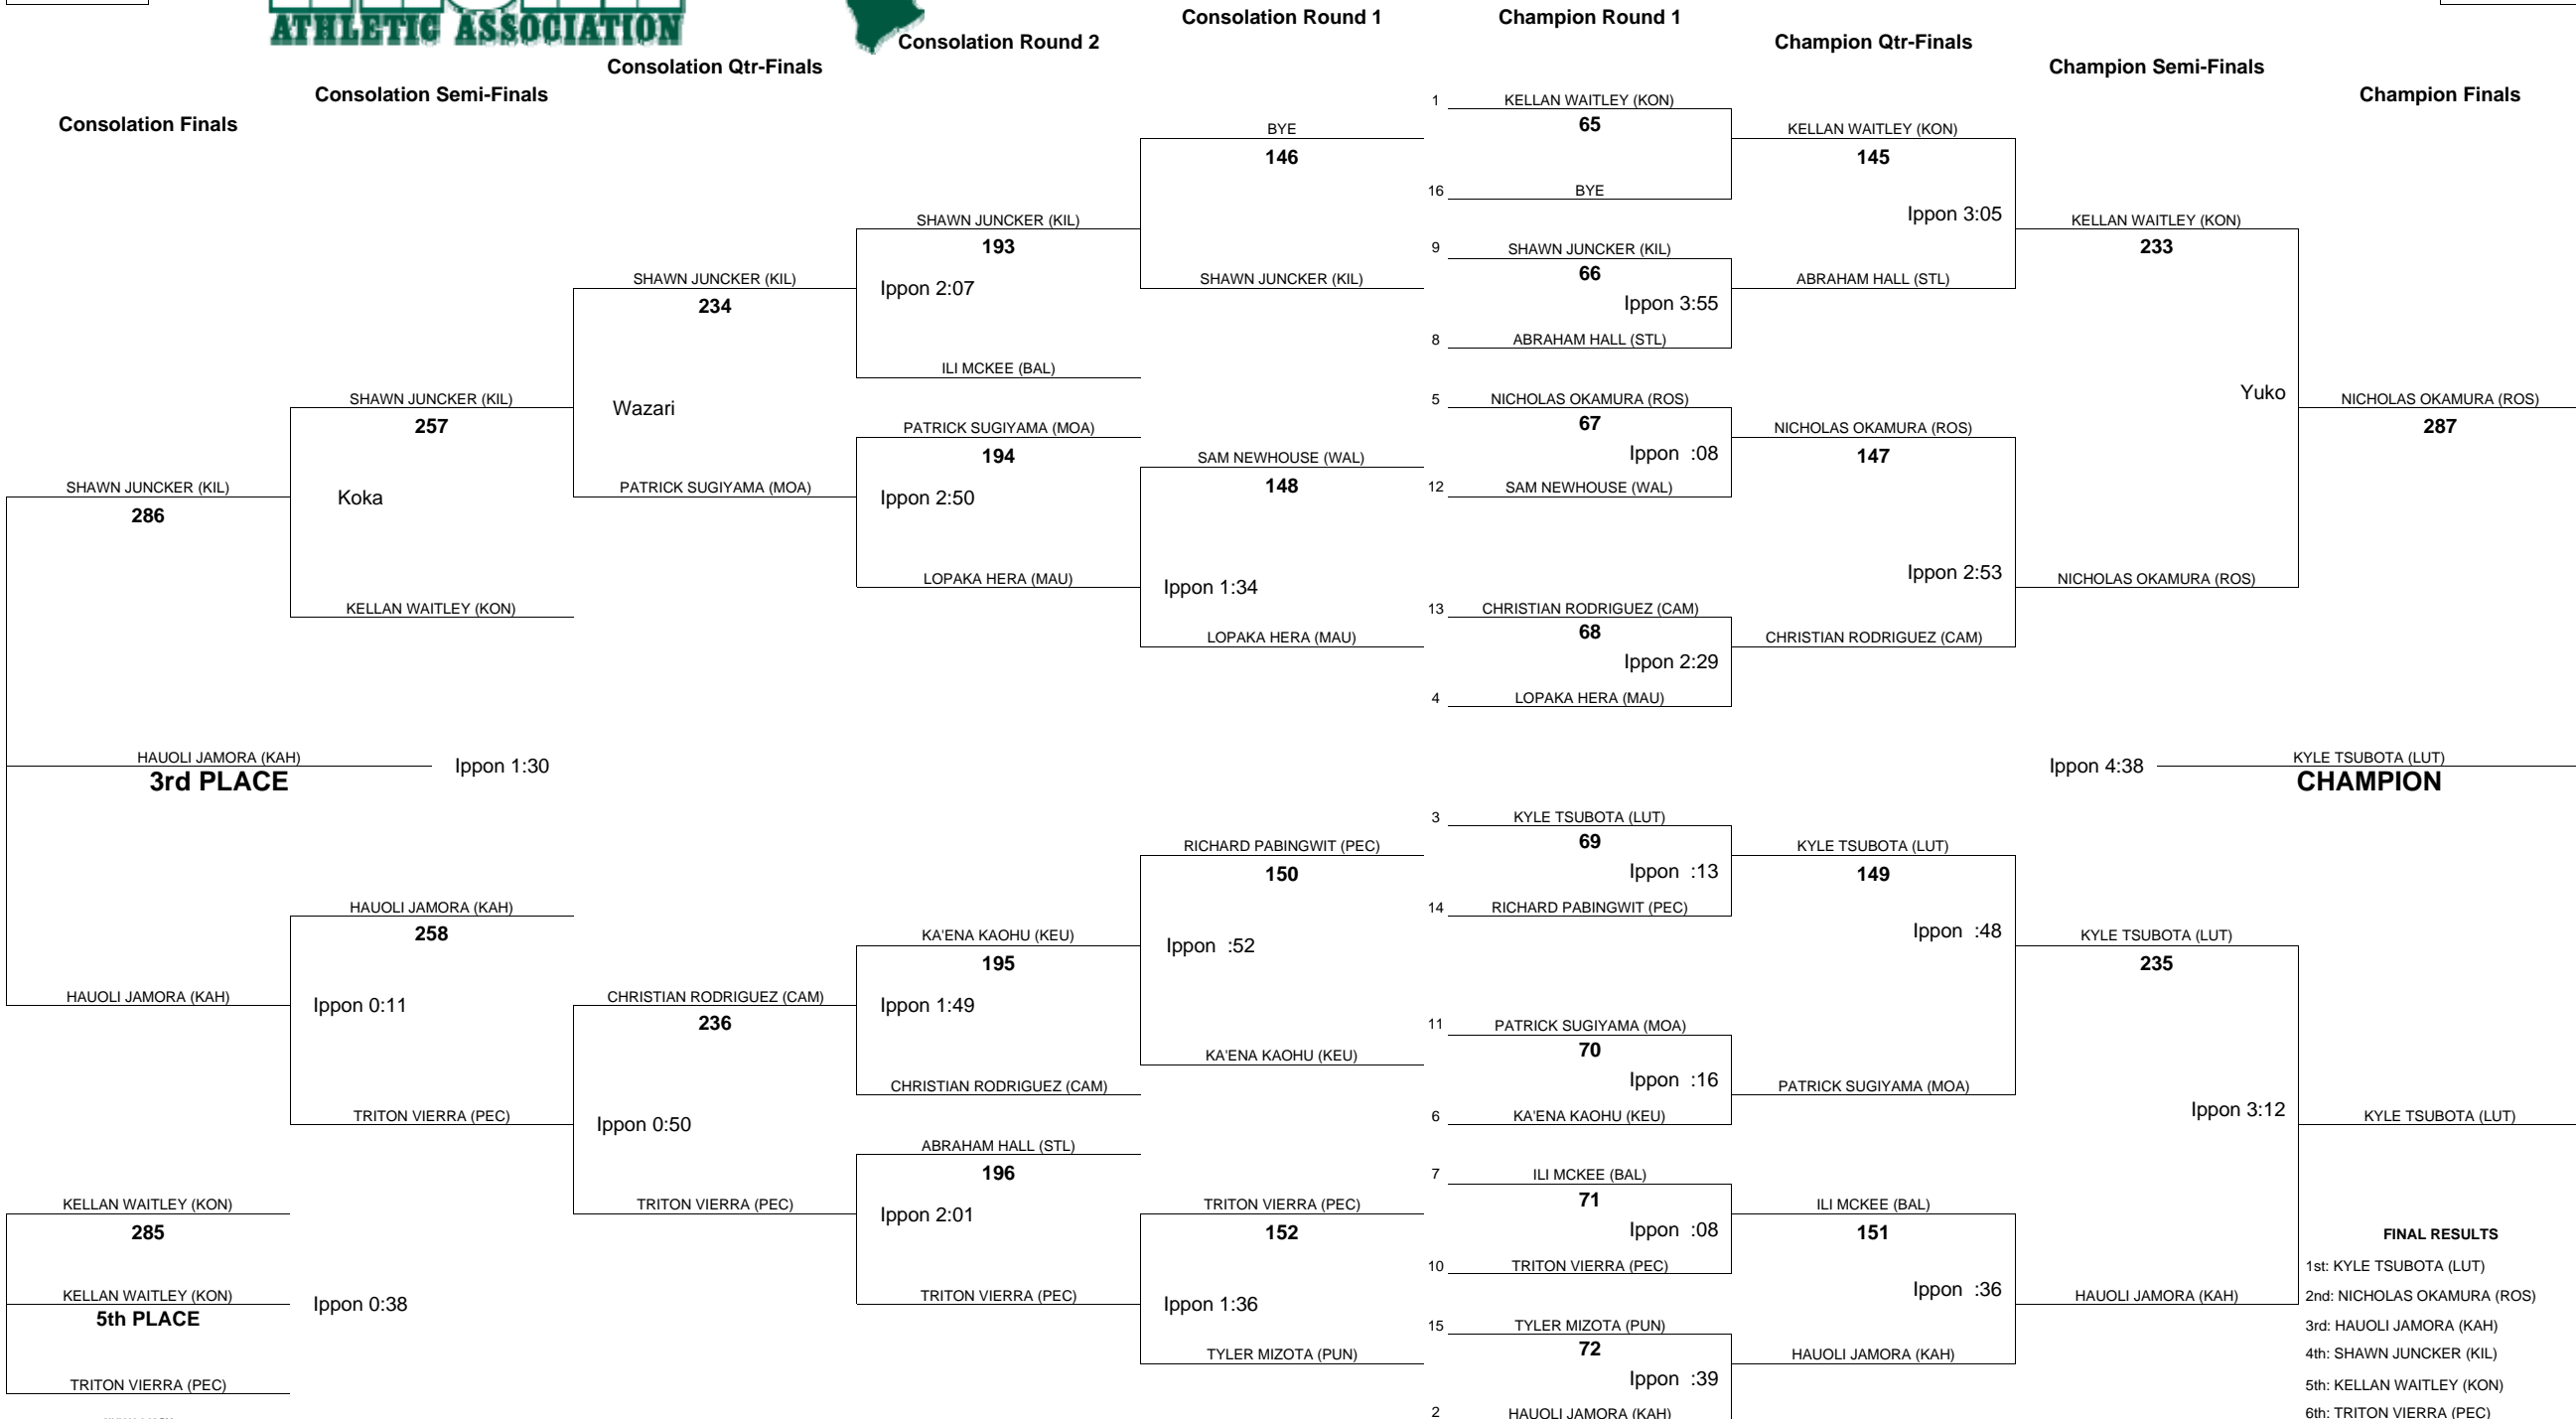 ATHLETIC ASSOCIATION
Consolation Round 1
Champion Round 1
Consolation Round 2
Champion Qtr-Finals
Consolation Qtr-Finals
Champion Semi-Finals
Consolation Semi-Finals
Champion Finals
Consolation Finals
SHAWN JUNCKER (KIL)
286
HAUOLI JAMORA (KAH)
3rd PLACE
Ippon 1:30
HAUOLI JAMORA (KAH)
KELLAN WAITLEY (KON)
285
KELLAN WAITLEY (KON)
5th PLACE
Ippon 0:38
TRITON VIERRA (PEC)
SHAWN JUNCKER (KIL)
257
Koka
KELLAN WAITLEY (KON)
HAUOLI JAMORA (KAH)
258
Ippon 0:11
TRITON VIERRA (PEC)
SHAWN JUNCKER (KIL)
234
Wazari
PATRICK SUGIYAMA (MOA)
CHRISTIAN RODRIGUEZ (CAM)
236
Ippon 0:50
TRITON VIERRA (PEC)
SHAWN JUNCKER (KIL)
193
Ippon 2:07
ILI MCKEE (BAL)
PATRICK SUGIYAMA (MOA)
194
Ippon 2:50
LOPAKA HERA (MAU)
KA'ENA KAOHU (KEU)
195
Ippon 1:49
CHRISTIAN RODRIGUEZ (CAM)
ABRAHAM HALL (STL)
196
Ippon 2:01
TRITON VIERRA (PEC)
BYE
146
SHAWN JUNCKER (KIL)
SAM NEWHOUSE (WAL)
148
Ippon 1:34
LOPAKA HERA (MAU)
RICHARD PABINGWIT (PEC)
150
Ippon :52
KA'ENA KAOHU (KEU)
TRITON VIERRA (PEC)
152
Ippon 1:36
TYLER MIZOTA (PUN)
1 KELLAN WAITLEY (KON)
65
16 BYE
9 SHAWN JUNCKER (KIL)
66
Ippon 3:55
8 ABRAHAM HALL (STL)
5 NICHOLAS OKAMURA (ROS)
67
Ippon :08
12 SAM NEWHOUSE (WAL)
13 CHRISTIAN RODRIGUEZ (CAM)
68
Ippon 2:29
4 LOPAKA HERA (MAU)
3 KYLE TSUBOTA (LUT)
69
Ippon :13
14 RICHARD PABINGWIT (PEC)
11 PATRICK SUGIYAMA (MOA)
70
Ippon :16
6 KA'ENA KAOHU (KEU)
7 ILI MCKEE (BAL)
71
Ippon :08
10 TRITON VIERRA (PEC)
15 TYLER MIZOTA (PUN)
72
Ippon :39
2 HAUOLI JAMORA (KAH)
KELLAN WAITLEY (KON)
145
Ippon 3:05
ABRAHAM HALL (STL)
NICHOLAS OKAMURA (ROS)
147
Ippon 2:53
CHRISTIAN RODRIGUEZ (CAM)
KYLE TSUBOTA (LUT)
149
Ippon :48
PATRICK SUGIYAMA (MOA)
ILI MCKEE (BAL)
151
Ippon :36
HAUOLI JAMORA (KAH)
KELLAN WAITLEY (KON)
233
Yuko
NICHOLAS OKAMURA (ROS)
KYLE TSUBOTA (LUT)
235
Ippon 3:12
HAUOLI JAMORA (KAH)
NICHOLAS OKAMURA (ROS)
287
Ippon 4:38
KYLE TSUBOTA (LUT)
CHAMPION
KYLE TSUBOTA (LUT)
FINAL RESULTS
1st: KYLE TSUBOTA (LUT)
2nd: NICHOLAS OKAMURA (ROS)
3rd: HAUOLI JAMORA (KAH)
4th: SHAWN JUNCKER (KIL)
5th: KELLAN WAITLEY (KON)
6th: TRITON VIERRA (PEC)